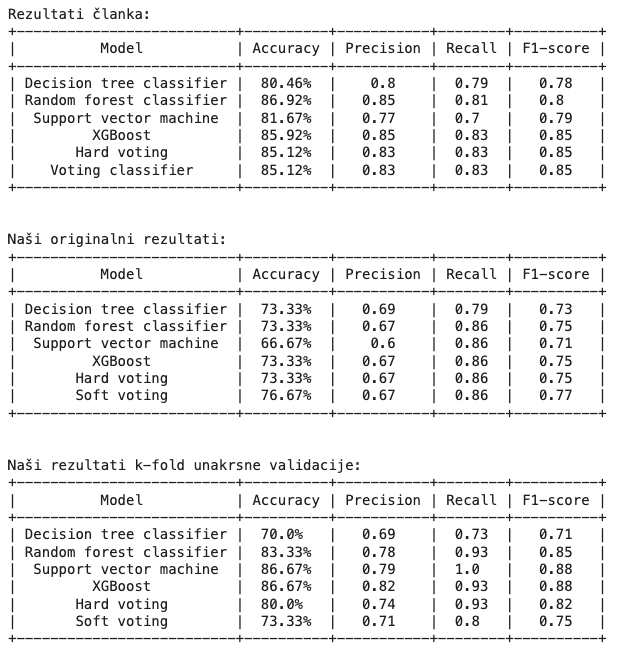 Rezultati članka:
+--------------------------+----------+-----------+--------+----------+
|          Model           | Accuracy | Precision | Recall | F1-score |
+--------------------------+----------+-----------+--------+----------+
| Decision tree classifier |  80.46%  |    0.8    |  0.79  |   0.78   |
| Random forest classifier |  86.92%  |   0.85    |  0.81  |   0.8    |
|  Support vector machine  |  81.67%  |   0.77    |  0.7   |   0.79   |
|         XGBoost          |  85.92%  |   0.85    |  0.83  |   0.85   |
|       Hard voting        |  85.12%  |   0.83    |  0.83  |   0.85   |
|    Voting classifier     |  85.12%  |   0.83    |  0.83  |   0.85   |
+--------------------------+----------+-----------+--------+----------+
Naši originalni rezultati:
+--------------------------+----------+-----------+--------+----------+
|          Model           | Accuracy | Precision | Recall | F1-score |
+--------------------------+----------+-----------+--------+----------+
| Decision tree classifier |  73.33%  |   0.69    |  0.79  |   0.73   |
| Random forest classifier |  73.33%  |   0.67    |  0.86  |   0.75   |
|  Support vector machine  |  66.67%  |    0.6    |  0.86  |   0.71   |
|         XGBoost          |  73.33%  |   0.67    |  0.86  |   0.75   |
|       Hard voting        |  73.33%  |   0.67    |  0.86  |   0.75   |
|       Soft voting        |  76.67%  |   0.67    |  0.86  |   0.77   |
+--------------------------+----------+-----------+--------+----------+
Naši rezultati k-fold unakrsne validacije:
+--------------------------+----------+-----------+--------+----------+
|          Model           | Accuracy | Precision | Recall | F1-score |
+--------------------------+----------+-----------+--------+----------+
| Decision tree classifier |  70.0%   |   0.69    |  0.73  |   0.71   |
| Random forest classifier |  83.33%  |   0.78    |  0.93  |   0.85   |
|  Support vector machine  |  86.67%  |   0.79    |  1.0   |   0.88   |
|         XGBoost          |  86.67%  |   0.82    |  0.93  |   0.88   |
|       Hard voting        |  80.0%   |   0.74    |  0.93  |   0.82   |
|       Soft voting        |  73.33%  |   0.71    |  0.8   |   0.75   |
+--------------------------+----------+-----------+--------+----------+